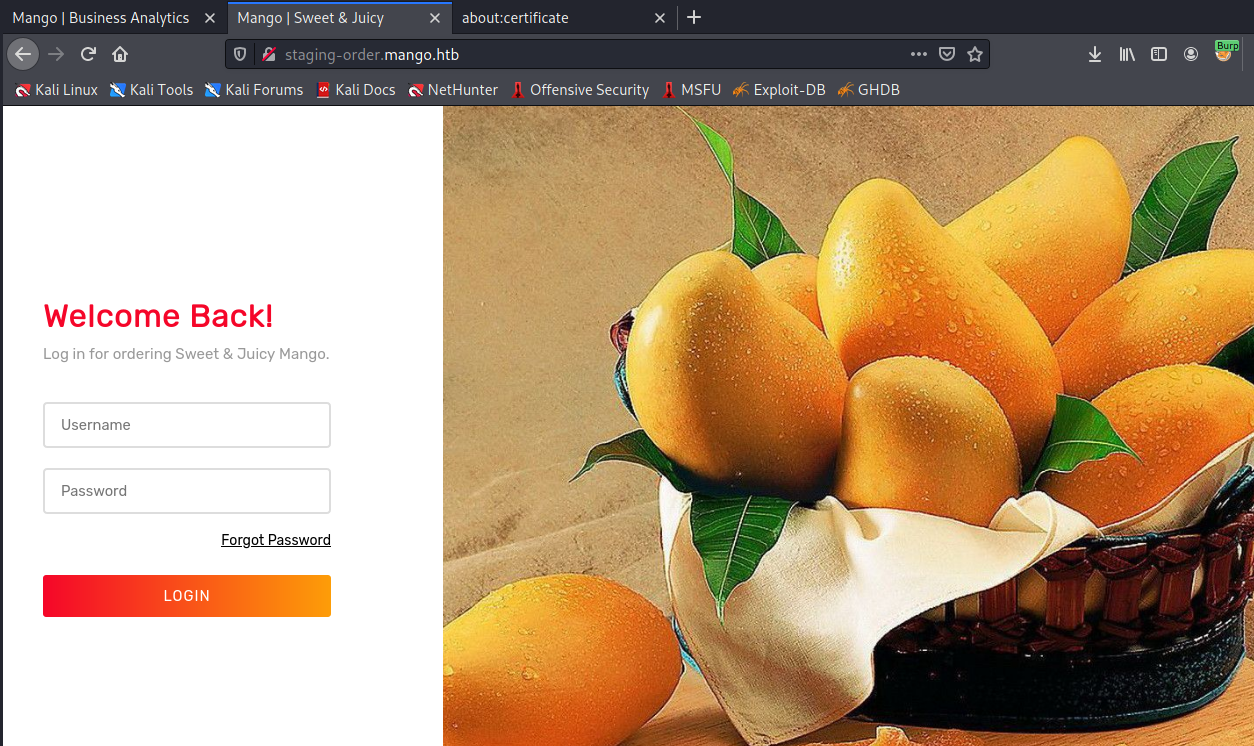 Mango | Business Analytics
Mango | Sweet & Juicy
about:certificate
staging-order.mango.htb
Burp
Kali Linux
Kali Tools
Kali Forums
Kali Docs
NetHunter
Offensive Security
MSFU
Exploit-DB
GHDB
Welcome Back!
Log in for ordering Sweet & Juicy Mango.
Username
Password
Forgot Password
LOGIN